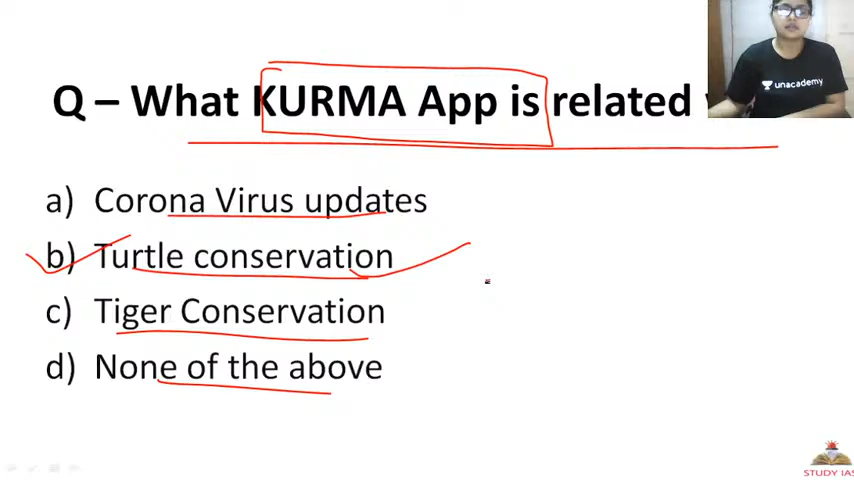 Q – What KURMA App is related
unacademy
a) Corona Virus updates
b) Turtle conservation
c) Tiger Conservation
d) None of the above
STUDY IAS